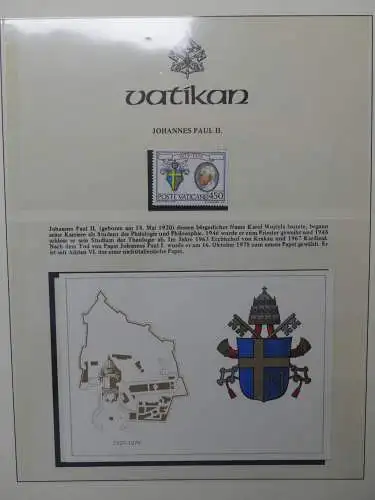 vatikan
JOHANNES PAUL II.
1929-1979
POSTE VATICANE 450
Johannes Paul II. (geboren am 18. Mai 1920) dessen bürgerlicher Name Karol Wojtyla lautete, begann
seine Karriere als Student der Philologie und Philosophie. 1946 wurde er zum Priester geweiht und 1948
schloss er sein Studium der Theologie ab. Im Jahre 1963 Erzbischof von Krakau und 1967 Kardinal.
Nach dem Tod von Papst Johannes Paul I. wurde er am 16. Oktober 1978 zum neuen Papst gewählt. Er
ist seit Adrian VI. der erste nichtitalienische Papst.
1929-1979